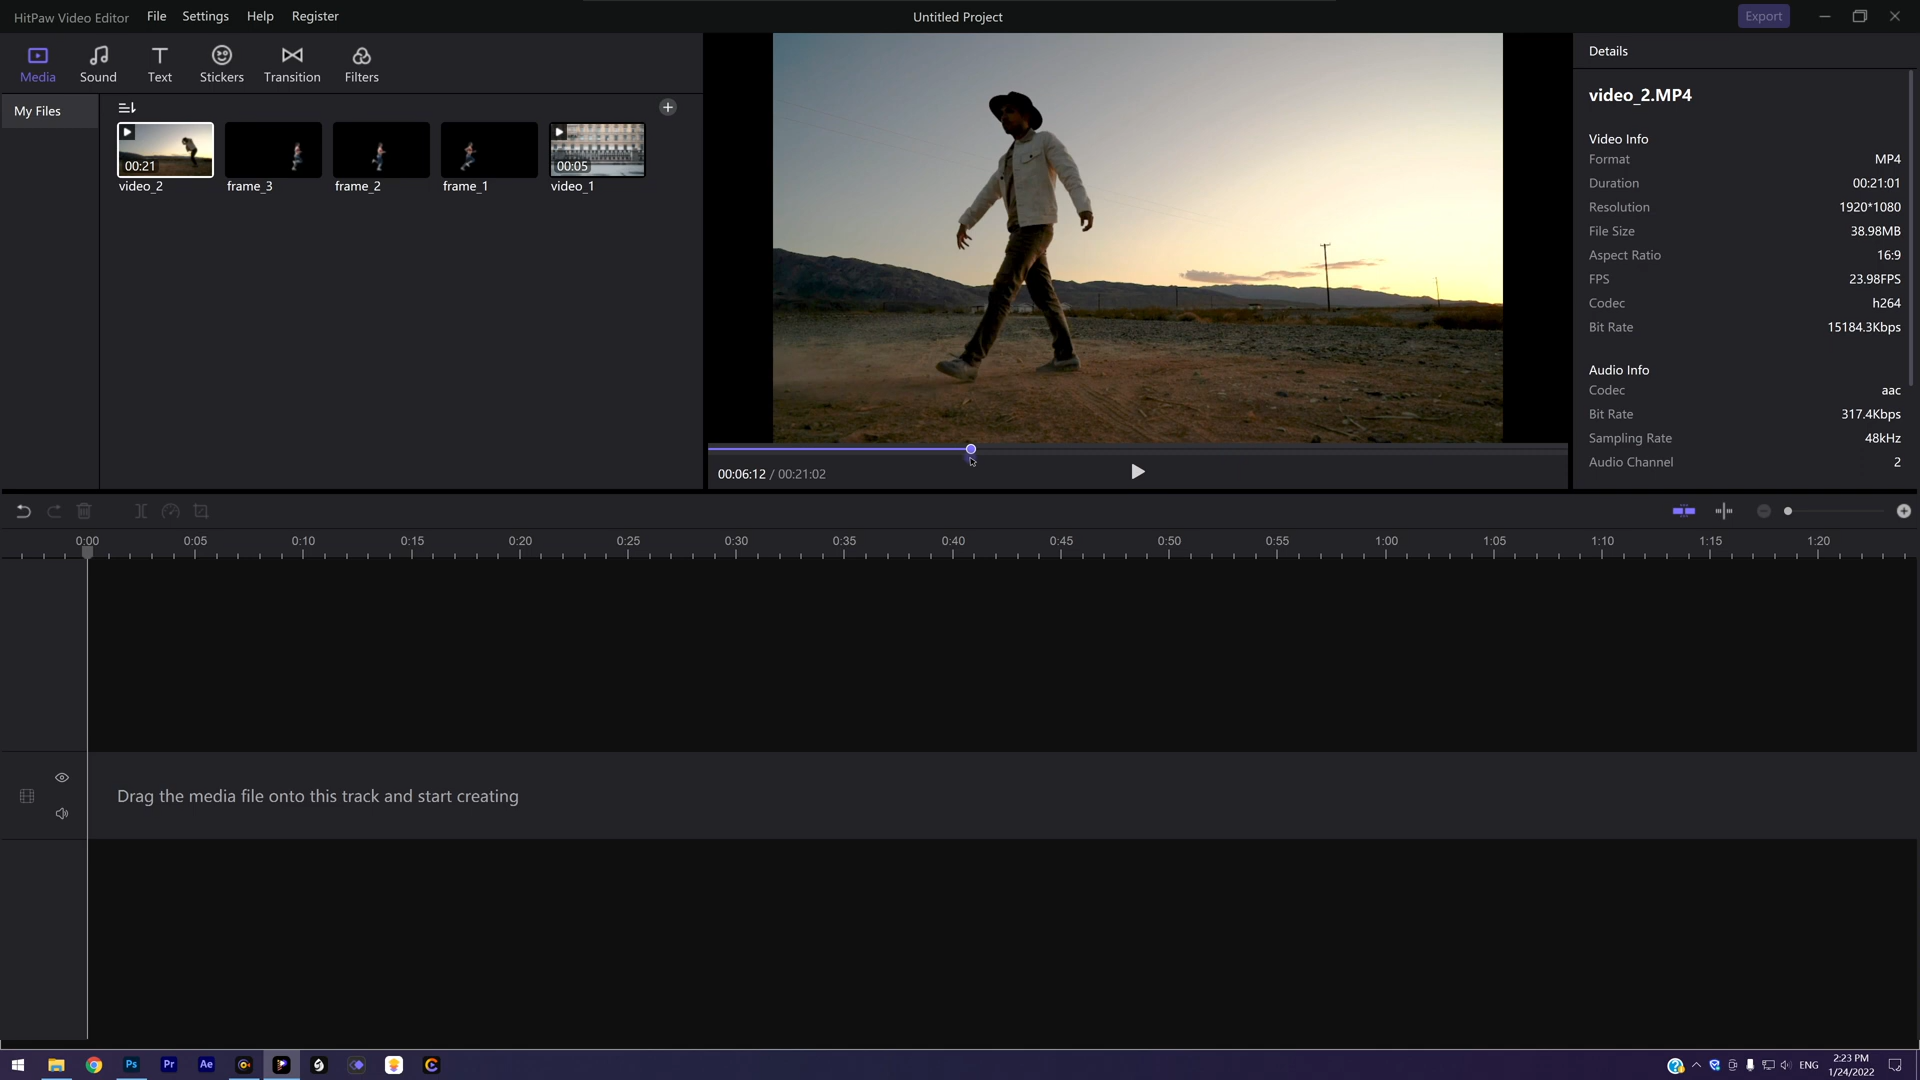 HitPaw Video Editor File Settings Help Register Untitled Project Export
Media Sound Text Stickers Transition Filters
My Files
00:21
00:05
video_2 frame_3 frame_2 frame_1 video_1
00:06:12 / 00:21:02
Details
video_2.MP4
Video Info
Format MP4
Duration 00:21:01
Resolution 1920*1080
File Size 38.98MB
Aspect Ratio 16:9
FPS 23.98FPS
Codec h264
Bit Rate 15184.3Kbps
Audio Info
Codec aac
Bit Rate 317.4Kbps
Sampling Rate 48kHz
Audio Channel 2
0:00 0:05 0:10 0:15 0:20 0:25 0:30 0:35 0:40 0:45 0:50 0:55 1:00 1:05 1:10 1:15 1:20
Drag the media file onto this track and start creating
Ps Pr Ae ENG
2:23 PM
1/24/2022